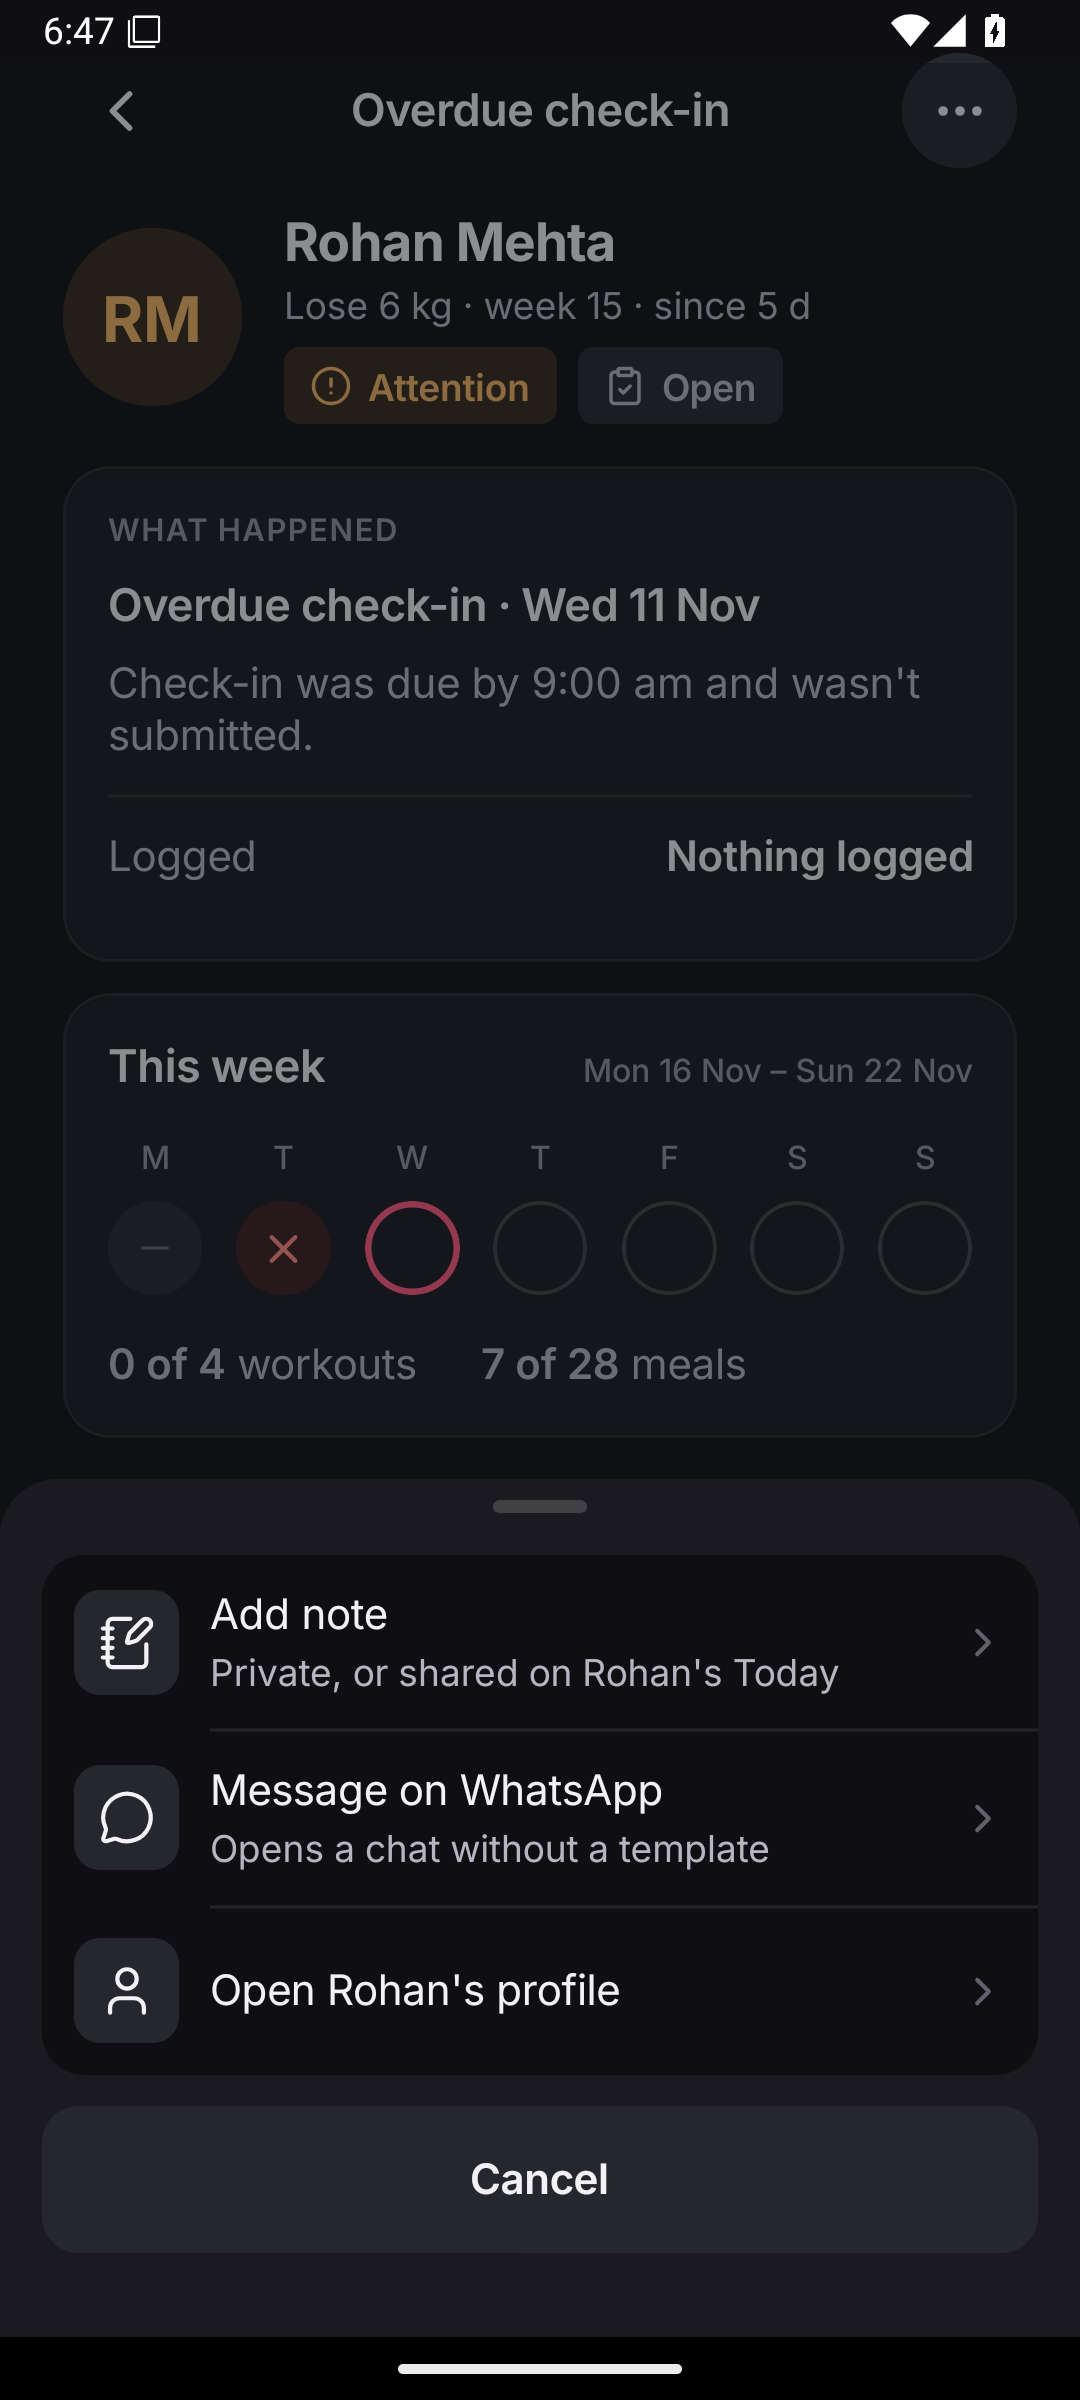 6:47
Overdue check-in
RM
Rohan Mehta
Lose 6 kg · week 15 · since 5 d
Attention
Open
WHAT HAPPENED
Overdue check-in · Wed 11 Nov
Check-in was due by 9:00 am and wasn't
submitted.
Logged
Nothing logged
This week
Mon 16 Nov – Sun 22 Nov
M T W T F S S
0 of 4 workouts
7 of 28 meals
Add note
Private, or shared on Rohan's Today
Message on WhatsApp
Opens a chat without a template
Open Rohan's profile
Cancel